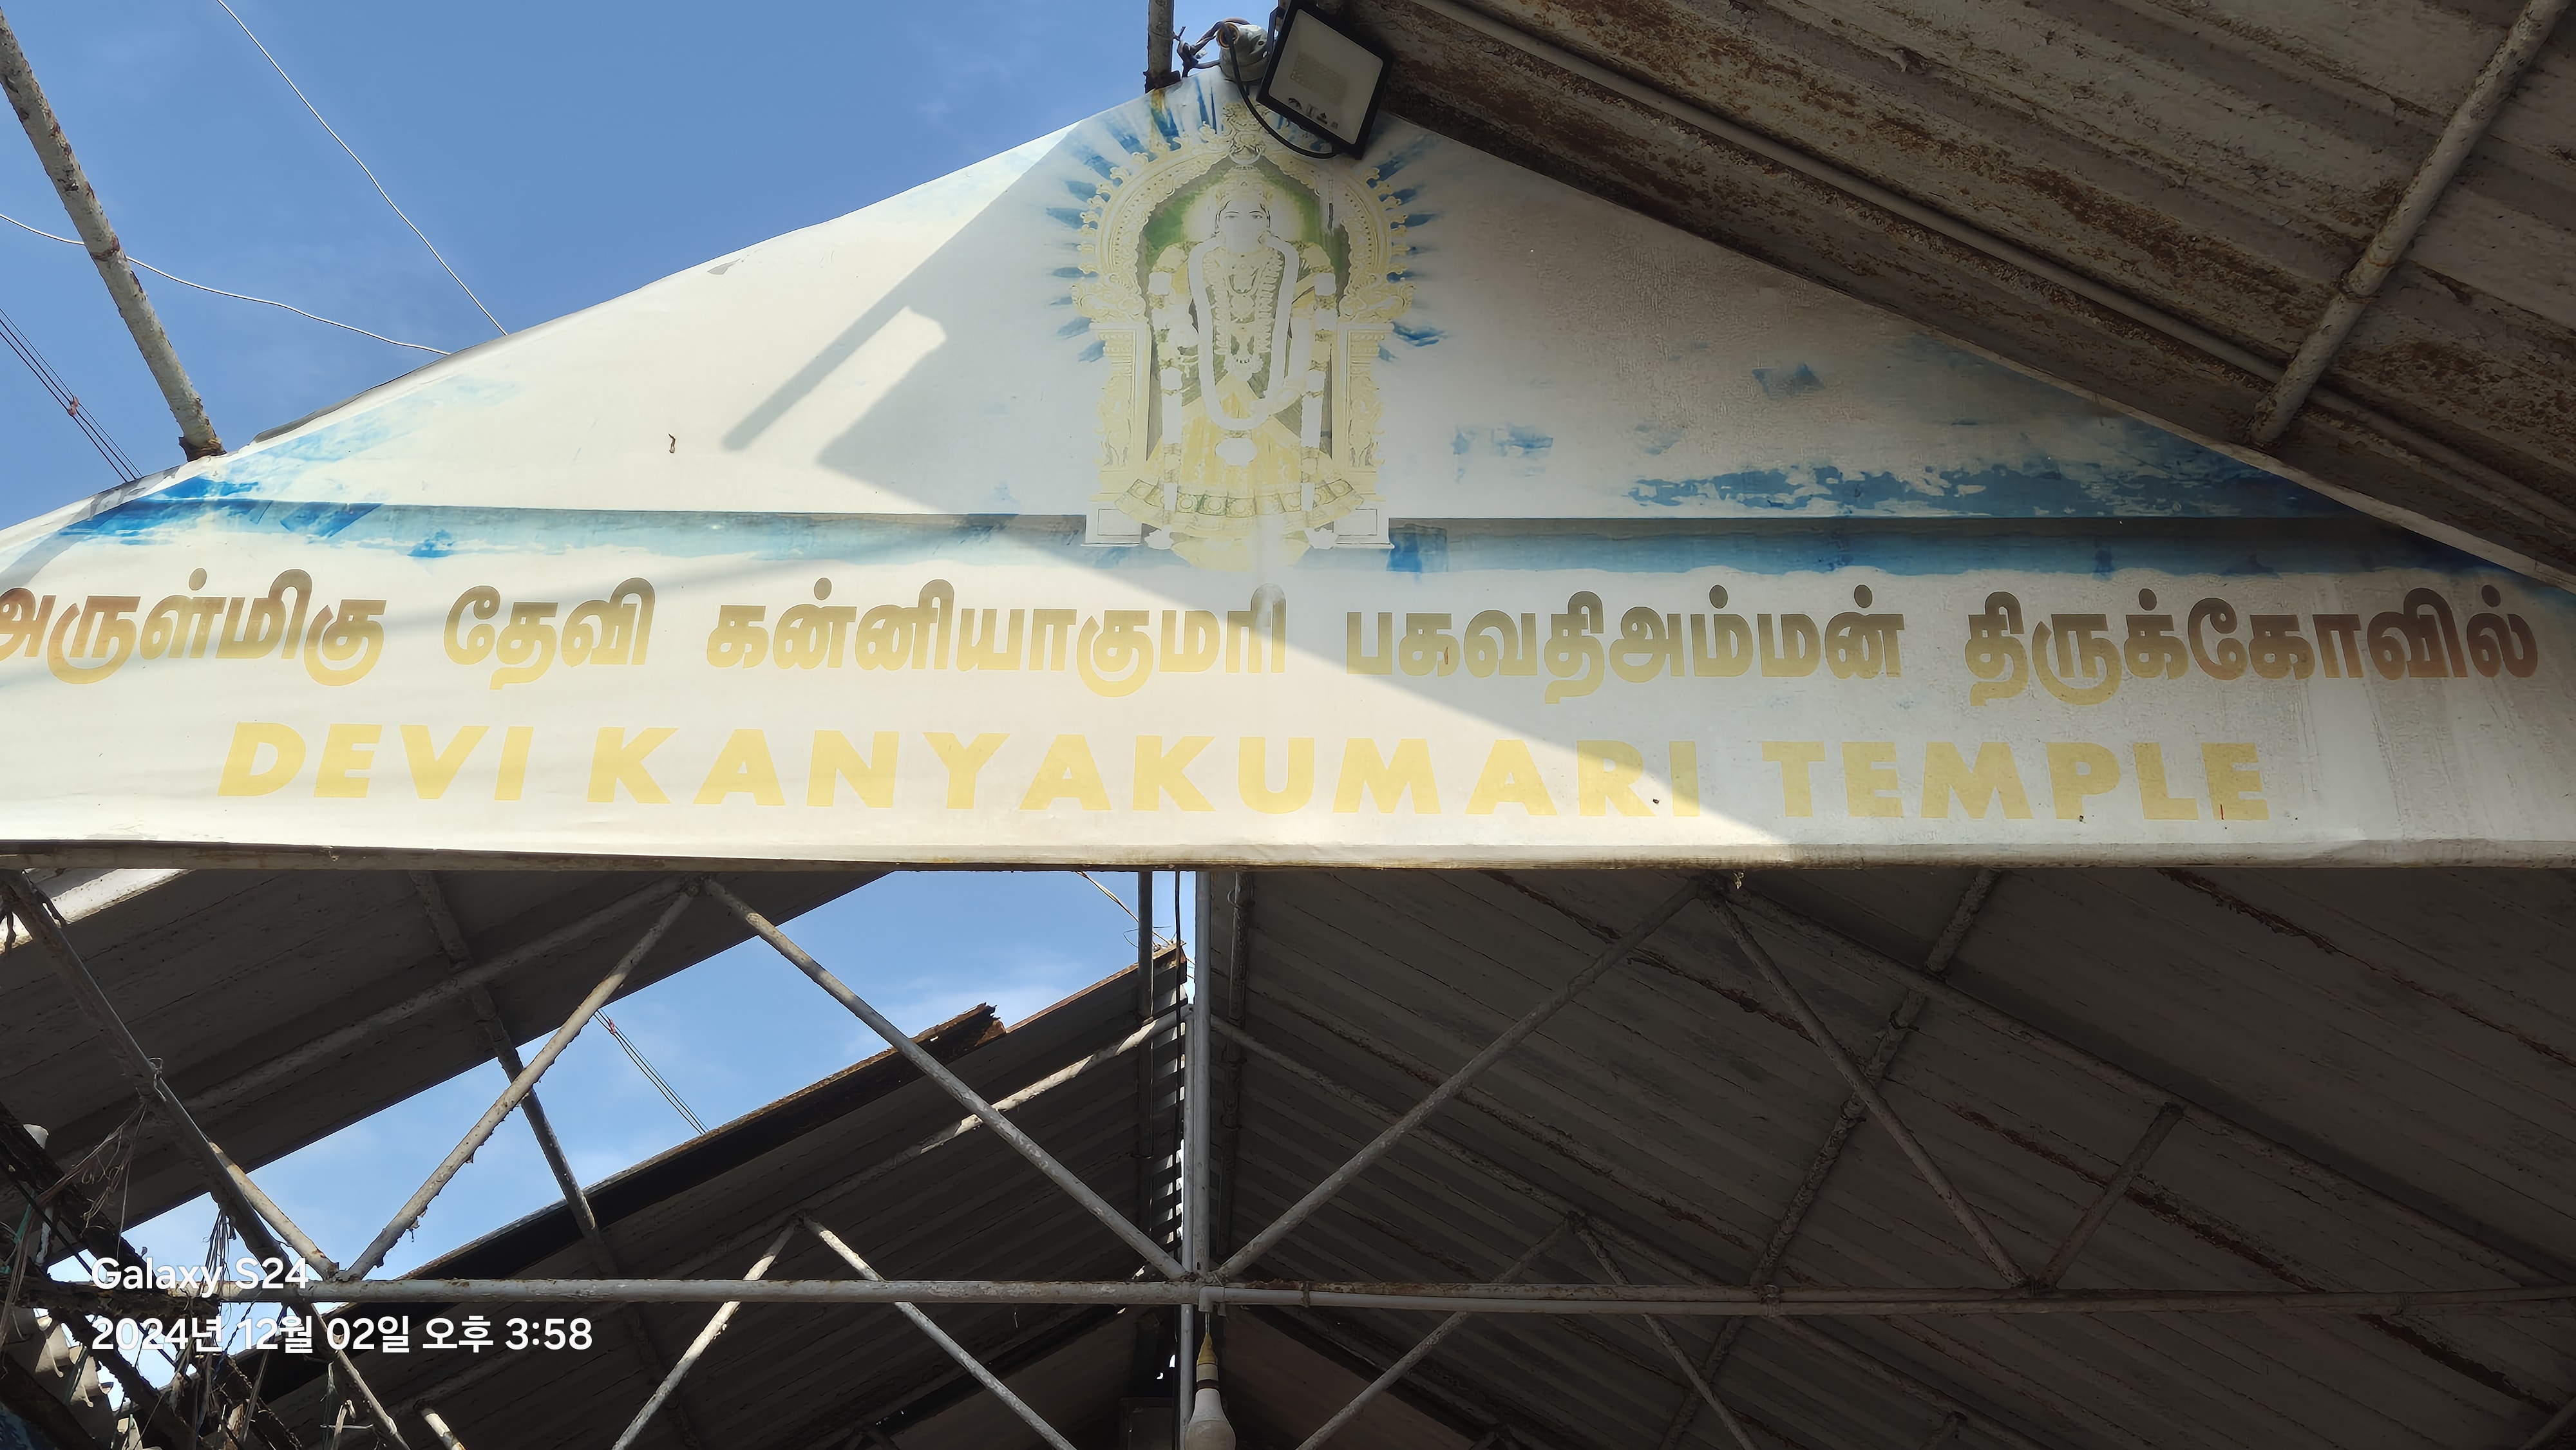 அருள்மிகு தேவி கன்னியாகுமரி பகவதிஅம்மன் திருக்கோவில்
DEVI KANYAKUMARI TEMPLE
Galaxy S24
2024년 12월 02일 오후 3:58